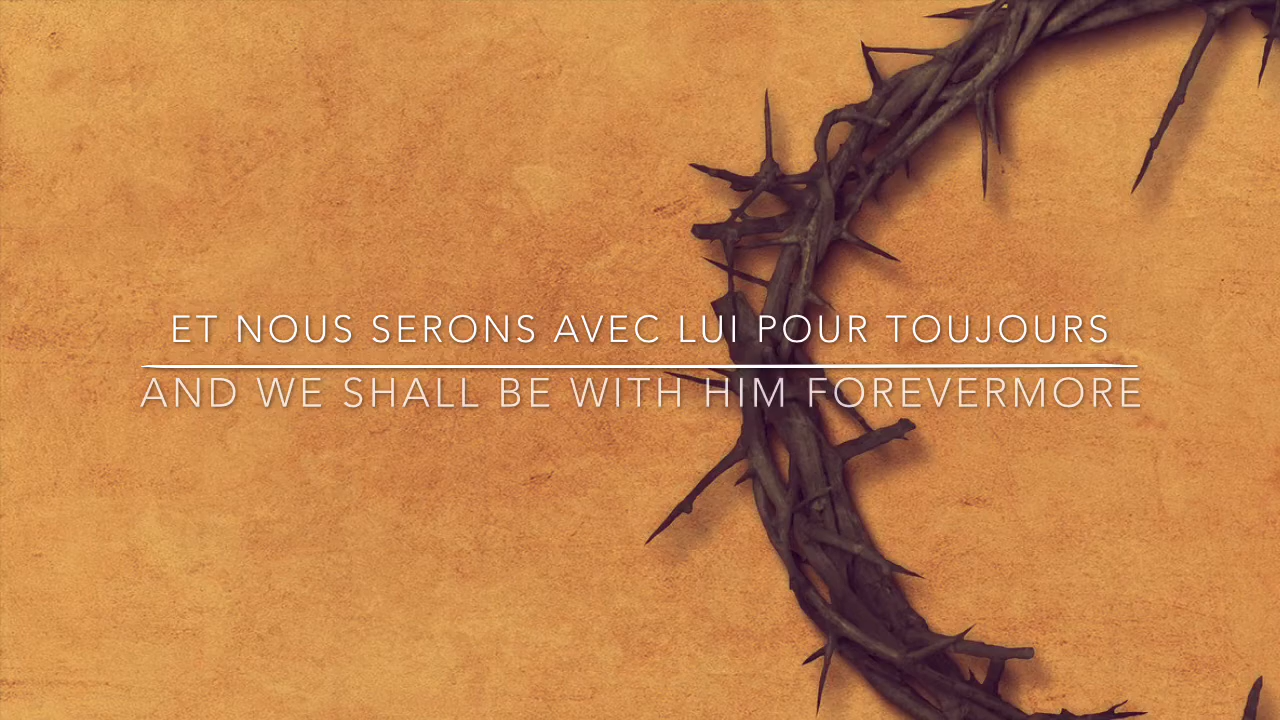 ET NOUS SERONS AVEC LUI POUR TOUJOURS
AND WE SHALL BE WITH HIM FOREVERMORE